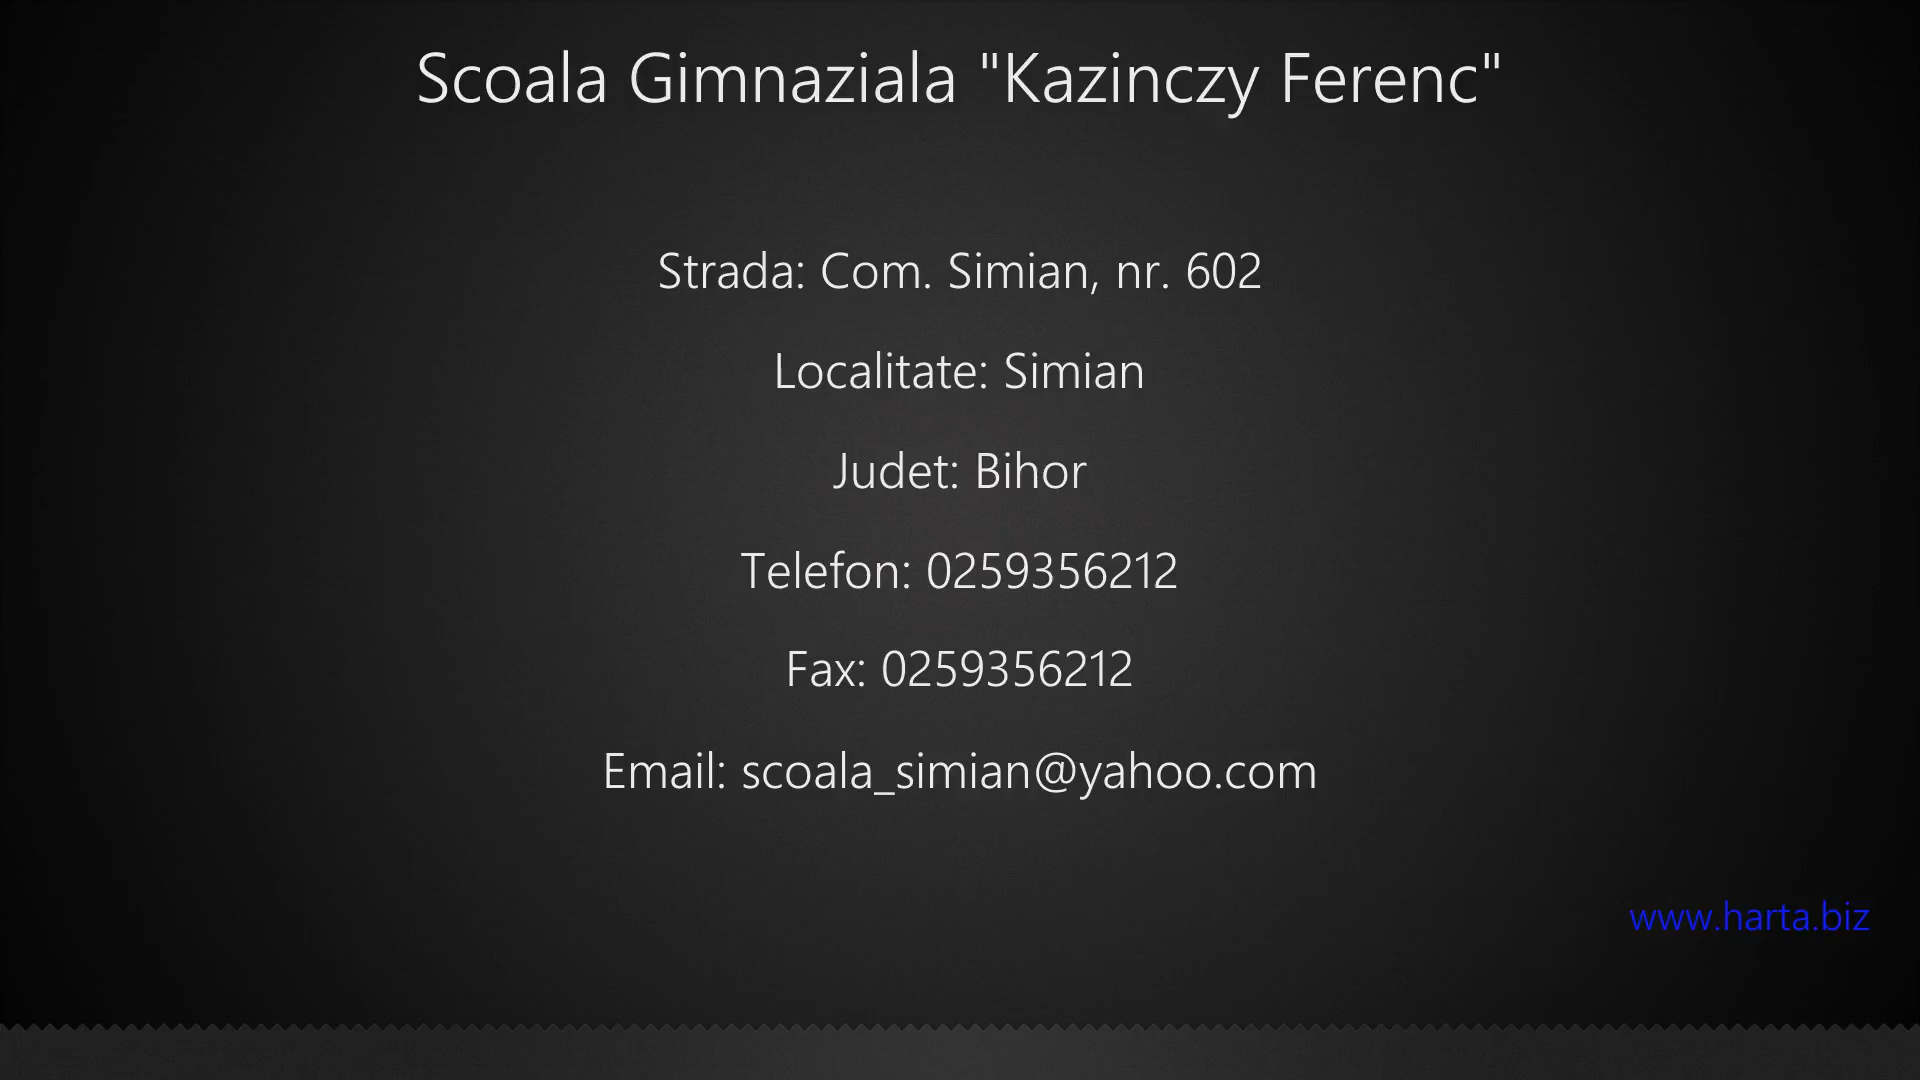 Scoala Gimnaziala "Kazinczy Ferenc"
Strada: Com. Simian, nr. 602
Localitate: Simian
Judet: Bihor
Telefon: 0259356212
Fax: 0259356212
Email: scoala_simian@yahoo.com
www.harta.biz